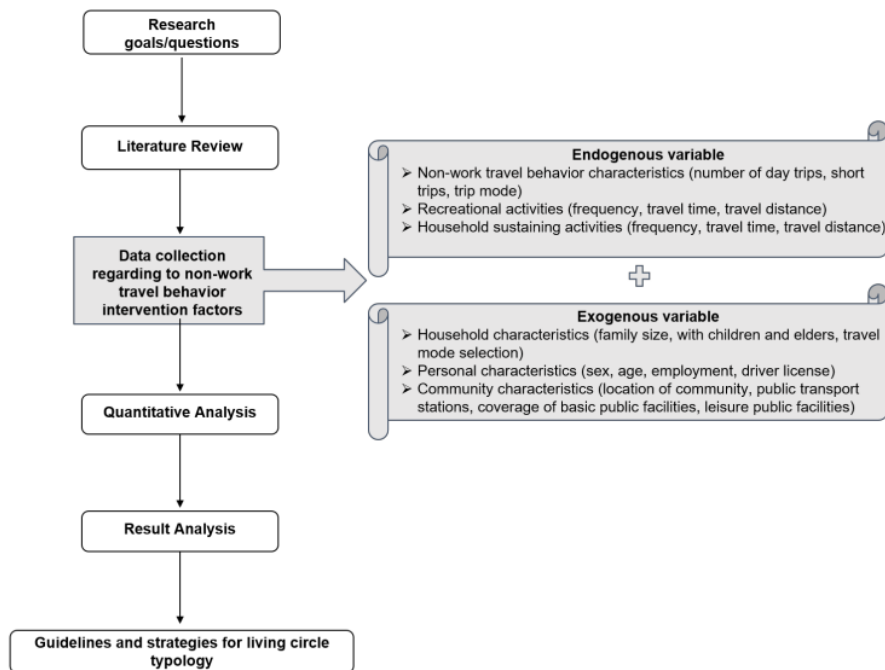 Research
goals/questions
Literature Review
Data collection
regarding to non-work
travel behavior
intervention factors
Endogenous variable
➢ Non-work travel behavior characteristics (number of day trips, short
trips, trip mode)
➢ Recreational activities (frequency, travel time, travel distance)
➢ Household sustaining activities (frequency, travel time, travel distance)
Exogenous variable
➢ Household characteristics (family size, with children and elders, travel
mode selection)
➢ Personal characteristics (sex, age, employment, driver license)
➢ Community characteristics (location of community, public transport
stations, coverage of basic public facilities, leisure public facilities)
Quantitative Analysis
Result Analysis
Guidelines and strategies for living circle
typology